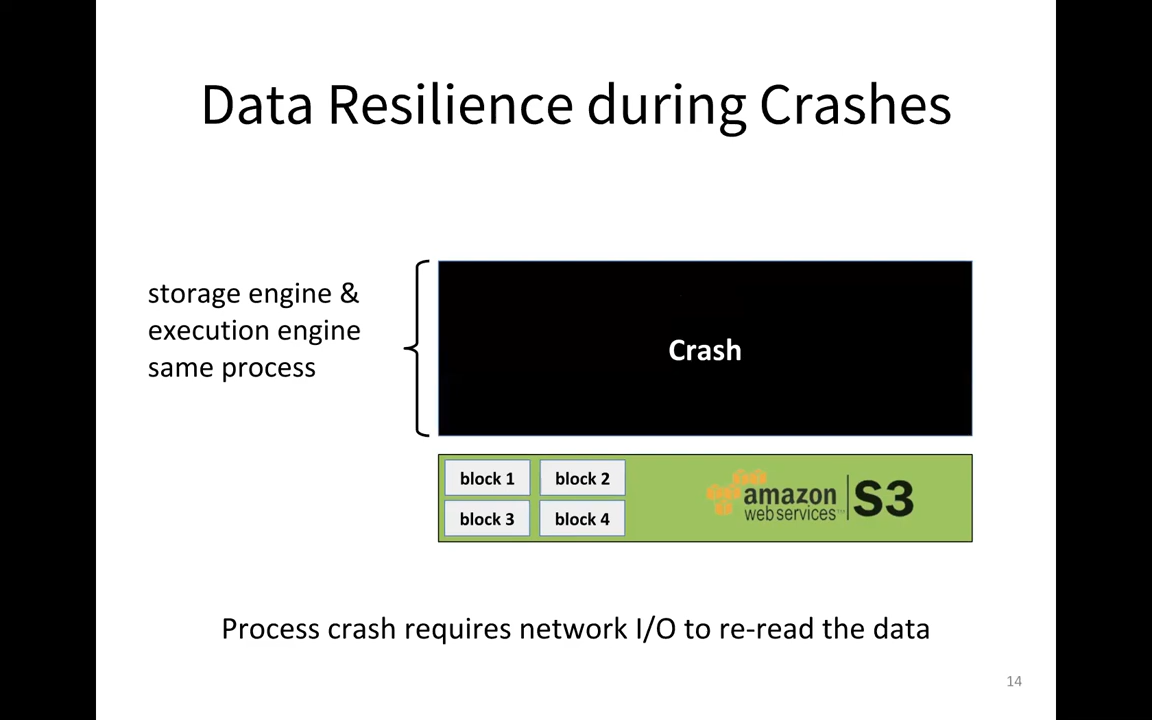 Data Resilience during Crashes
storage engine &
execution engine
same process
Crash
block 1 block 2
block 3 block 4
amazon
web services™
S3
Process crash requires network I/O to re-read the data
14